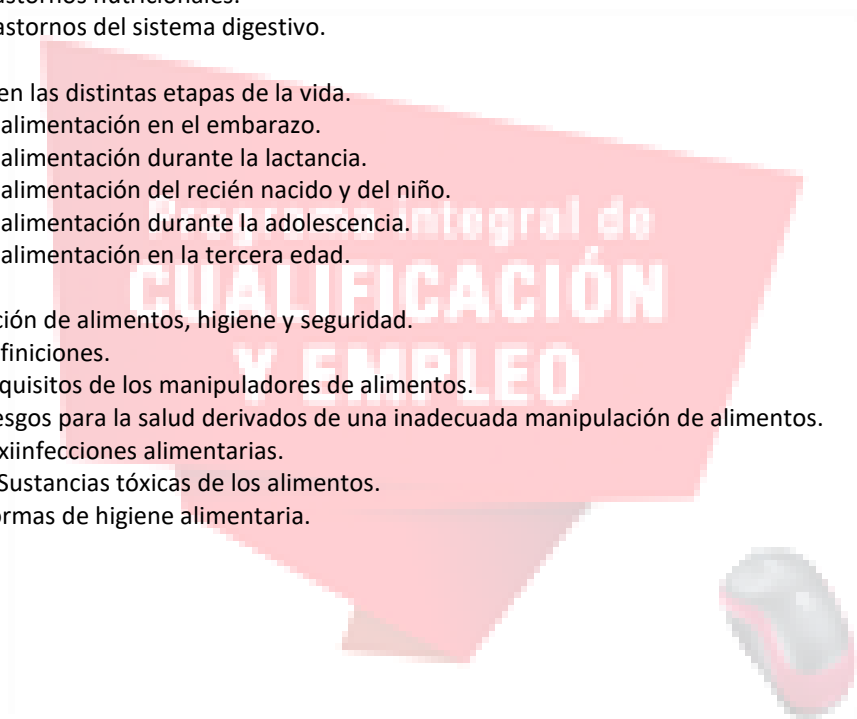 astornos nutricionales.
astornos del sistema digestivo.
en las distintas etapas de la vida.
alimentación en el embarazo.
alimentación durante la lactancia.
alimentación del recién nacido y del niño.
alimentación durante la adolescencia.
alimentación en la tercera edad.
ción de alimentos, higiene y seguridad.
finiciones.
quisitos de los manipuladores de alimentos.
esgos para la salud derivados de una inadecuada manipulación de alimentos.
xiinfecciones alimentarias.
Sustancias tóxicas de los alimentos.
ormas de higiene alimentaria.
Programa integral de
CUALIFICACIÓN
Y EMPLEO